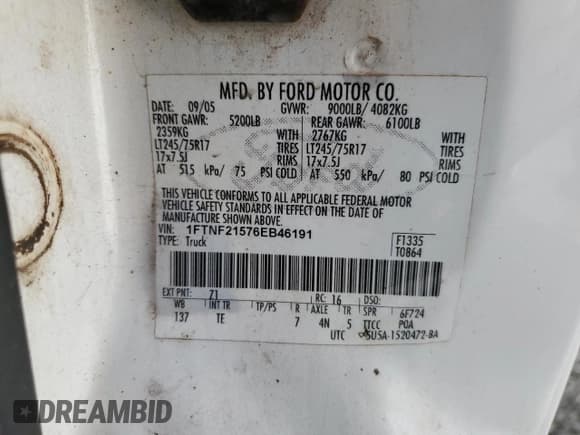 MFD. BY FORD MOTOR CO.
DATE: 09/05 GVWR: 9000LB/ 4082KG
FRONT GAWR: 5200LB REAR GAWR: 6100LB
2359KG WITH 2767KG WITH
LT245/75R17 TIRES LT245/75R17 TIRES
17x7.5J RIMS 17x7.5J RIMS
AT 515 kPa/ 75 PSI COLD AT 550 kPa/ 80 PSI COLD
THIS VEHICLE CONFORMS TO ALL APPLICABLE FEDERAL MOTOR
VEHICLE SAFETY STANDARDS IN EFFECT ON THE DATE OF
MANUFACTURE SHOWN ABOVE.
VIN: 1FTNF21576EB46191
TYPE: Truck
F1335
T0864
EXT PNT: 71 RC: 16 DSO:
WB INT TR TP/PS R AXLE TR SPR 6F724
137 TE 7 4N 5 TTCC POA
UTC 5U5A-1520472-BA
DREAMBID